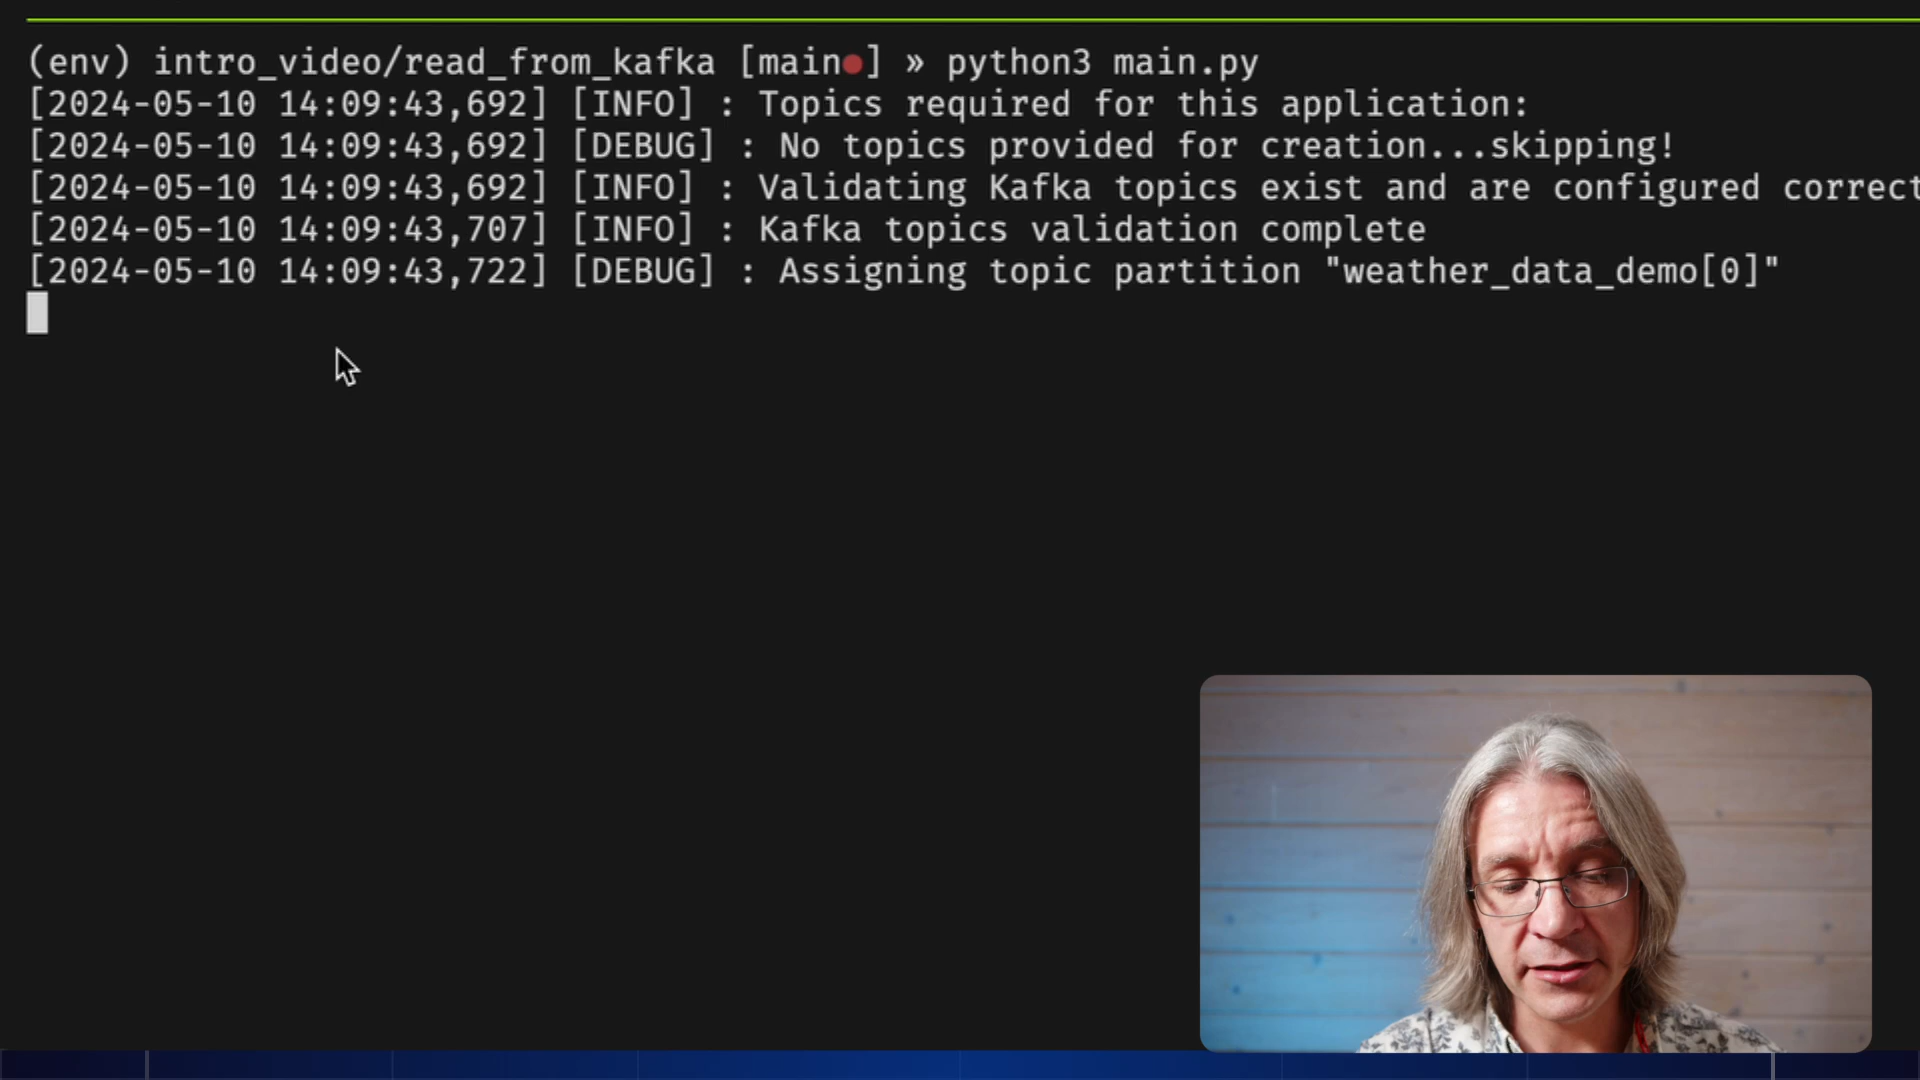 (env) intro_video/read_from_kafka [main●] » python3 main.py
[2024-05-10 14:09:43,692] [INFO] : Topics required for this application:
[2024-05-10 14:09:43,692] [DEBUG] : No topics provided for creation...skipping!
[2024-05-10 14:09:43,692] [INFO] : Validating Kafka topics exist and are configured correct
[2024-05-10 14:09:43,707] [INFO] : Kafka topics validation complete
[2024-05-10 14:09:43,722] [DEBUG] : Assigning topic partition "weather_data_demo[0]"